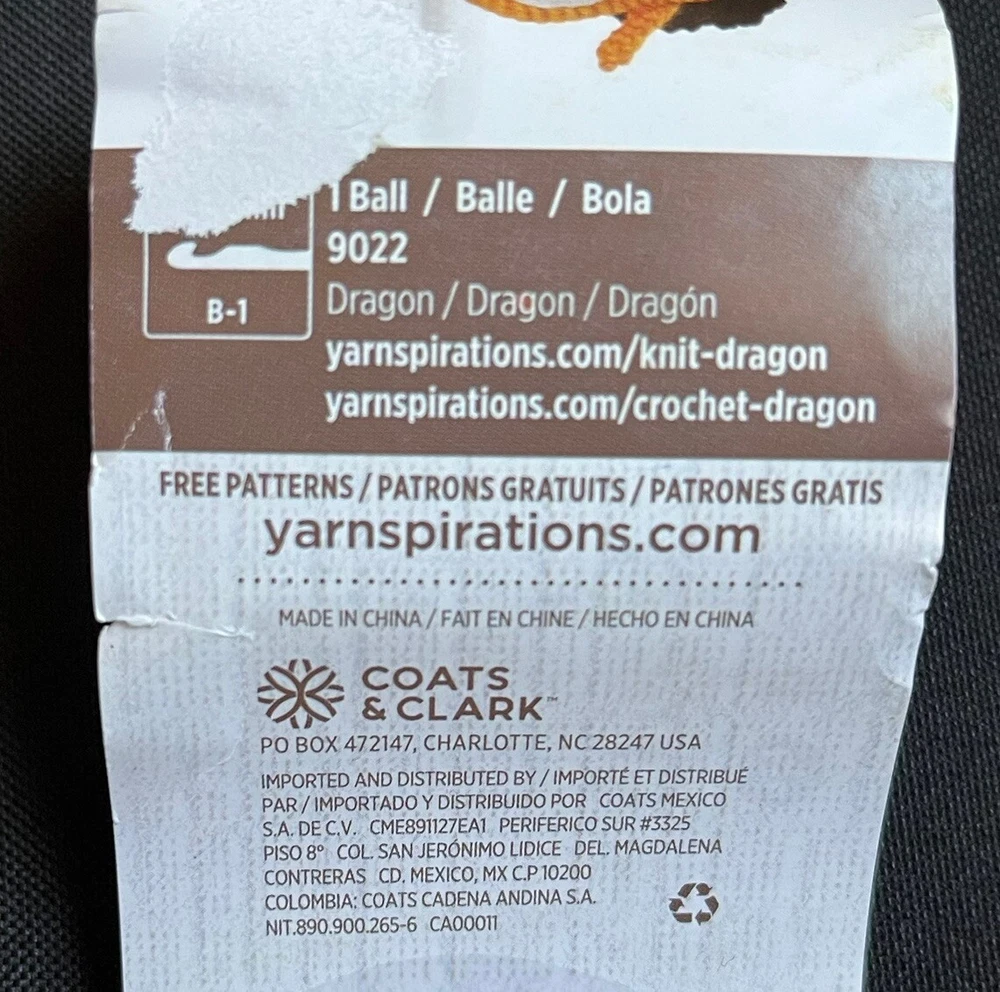 1 Ball / Balle / Bola
9022
B-1
Dragon / Dragon / Dragón
yarnspirations.com/knit-dragon
yarnspirations.com/crochet-dragon
FREE PATTERNS / PATRONS GRATUITS / PATRONES GRATIS
yarnspirations.com
MADE IN CHINA / FAIT EN CHINE / HECHO EN CHINA
COATS
& CLARK™
PO BOX 472147, CHARLOTTE, NC 28247 USA
IMPORTED AND DISTRIBUTED BY / IMPORTÉ ET DISTRIBUÉ
PAR / IMPORTADO Y DISTRIBUIDO POR COATS MEXICO
S.A. DE C.V. CME891127EA1 PERIFERICO SUR #3325
PISO 8° COL. SAN JERÓNIMO LIDICE DEL. MAGDALENA
CONTRERAS CD. MEXICO, MX C.P 10200
COLOMBIA: COATS CADENA ANDINA S.A.
NIT.890.900.265-6 CA00011